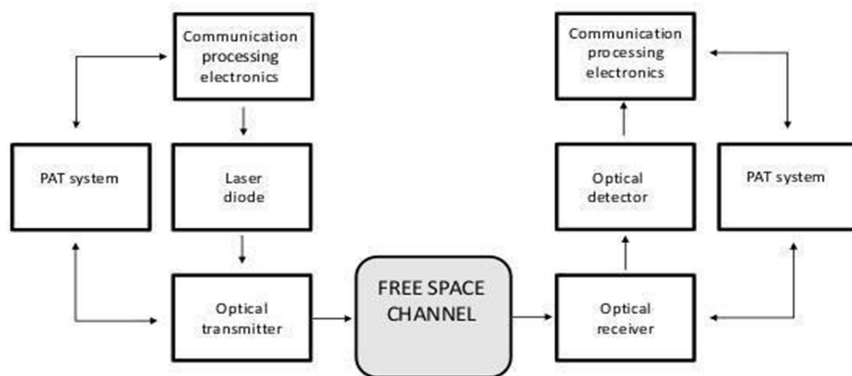 Communication
processing
electronics
PAT system
Laser
diode
Optical
transmitter
FREE SPACE
CHANNEL
Communication
processing
electronics
Optical
detector
PAT system
Optical
receiver